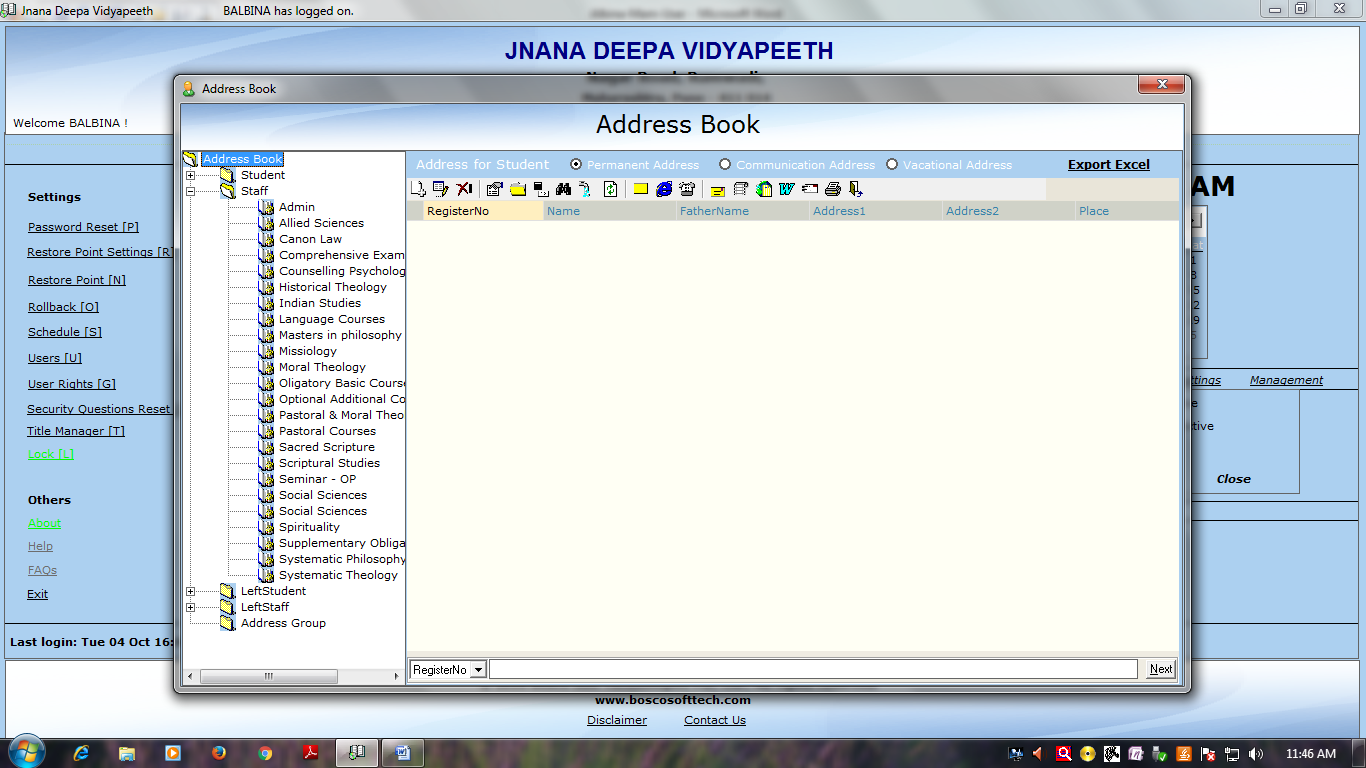 Jnana Deepa Vidyapeeth BALBINA has logged on.
JNANA DEEPA VIDYAPEETH
Welcome BALBINA !
Address Book
Address Book
Settings
Password Reset [P]
Restore Point Settings [R
Restore Point [N]
Rollback [O]
Schedule [S]
Users [U]
User Rights [G]
Security Questions Reset
Title Manager [T]
Lock [L]
Others
About
Help
FAQs
Exit
Last login: Tue 04 Oct 16:
Address Book
Student
Staff
Admin
Allied Sciences
Canon Law
Comprehensive Exam
Counselling Psycholog
Historical Theology
Indian Studies
Language Courses
Masters in philosophy
Missiology
Moral Theology
Oligatory Basic Course
Optional Additional Co
Pastoral & Moral Theo
Pastoral Courses
Sacred Scripture
Scriptural Studies
Seminar - OP
Social Sciences
Social Sciences
Spirituality
Supplementary Obliga
Systematic Philosophy
Systematic Theology
LeftStudent
LeftStaff
Address Group
Address for Student Permanent Address Communication Address Vacational Address Export Excel
RegisterNo Name FatherName Address1 Address2 Place
RegisterNo Next
AM
ttings Management
Close
www.boscosofttech.com
Disclaimer Contact Us
11:46 AM